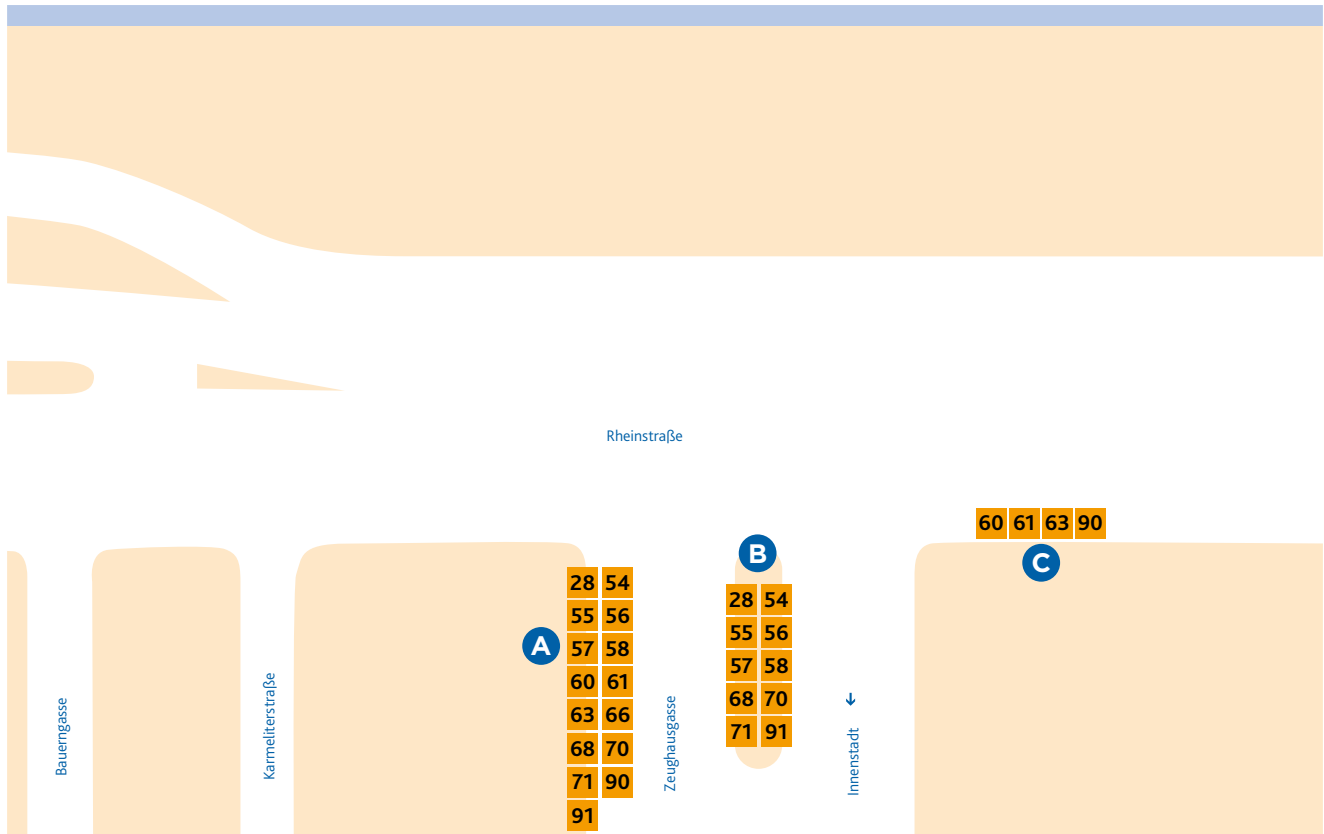 Rheinstraße
60 61 63 90
C
B
A
28 54
55 56
57 58
60 61
63 66
68 70
71 90
91
28 54
55 56
57 58
68 70
71 91
Bauerngasse
Karmeliterstraße
Zeughausgasse
Innenstadt ↓